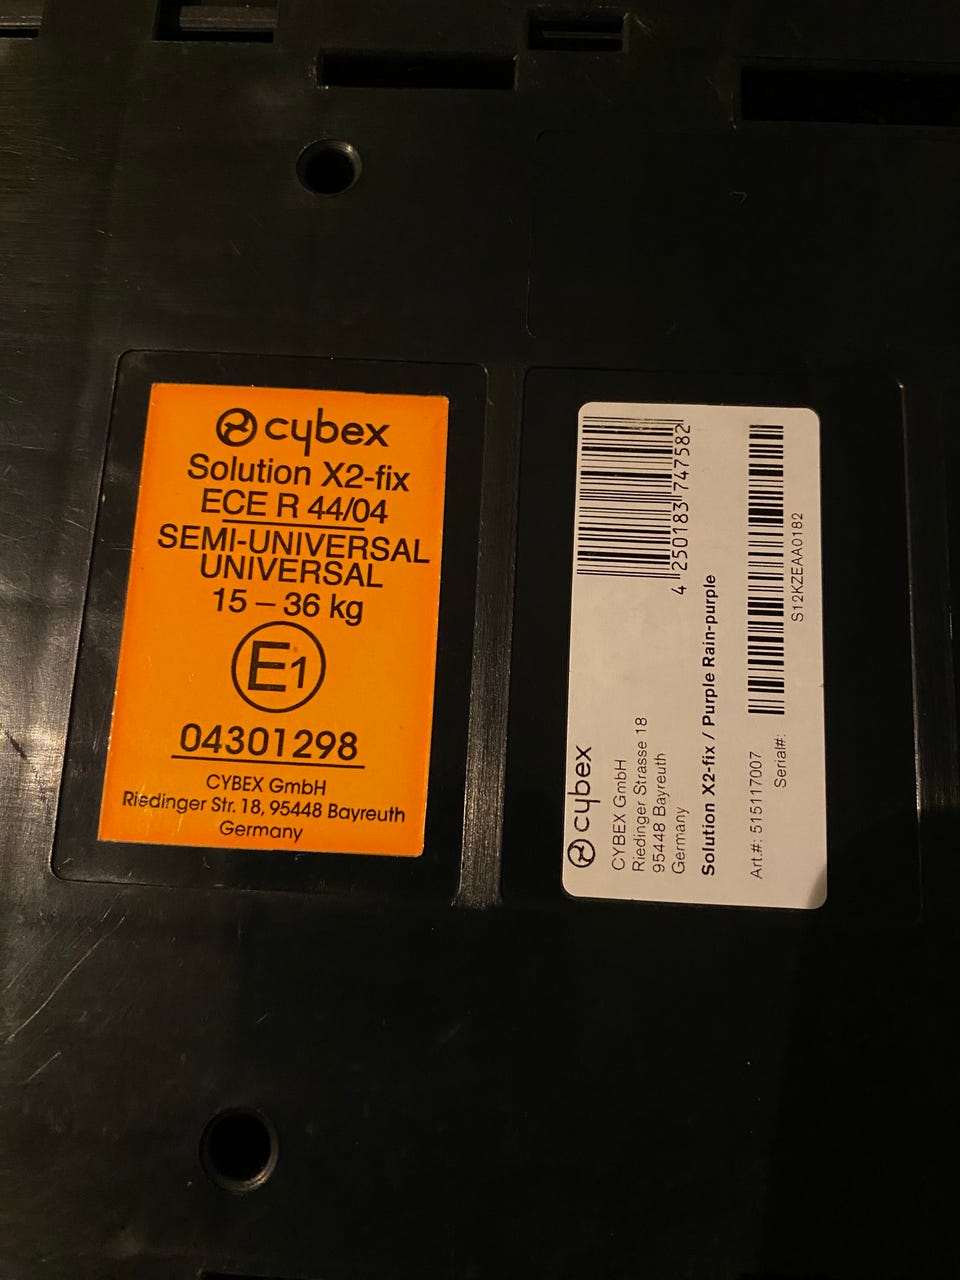 cybex
Solution X2-fix
ECE R 44/04
SEMI-UNIVERSAL
UNIVERSAL
15 – 36 kg
E1
04301298
CYBEX GmbH
Riedinger Str. 18, 95448 Bayreuth
Germany
cybex
CYBEX GmbH
Riedinger Strasse 18
95448 Bayreuth
Germany
4 250183 747582
Solution X2-fix / Purple Rain-purple
Art.#: 515117007
Serial#:
S12KZEAA0182